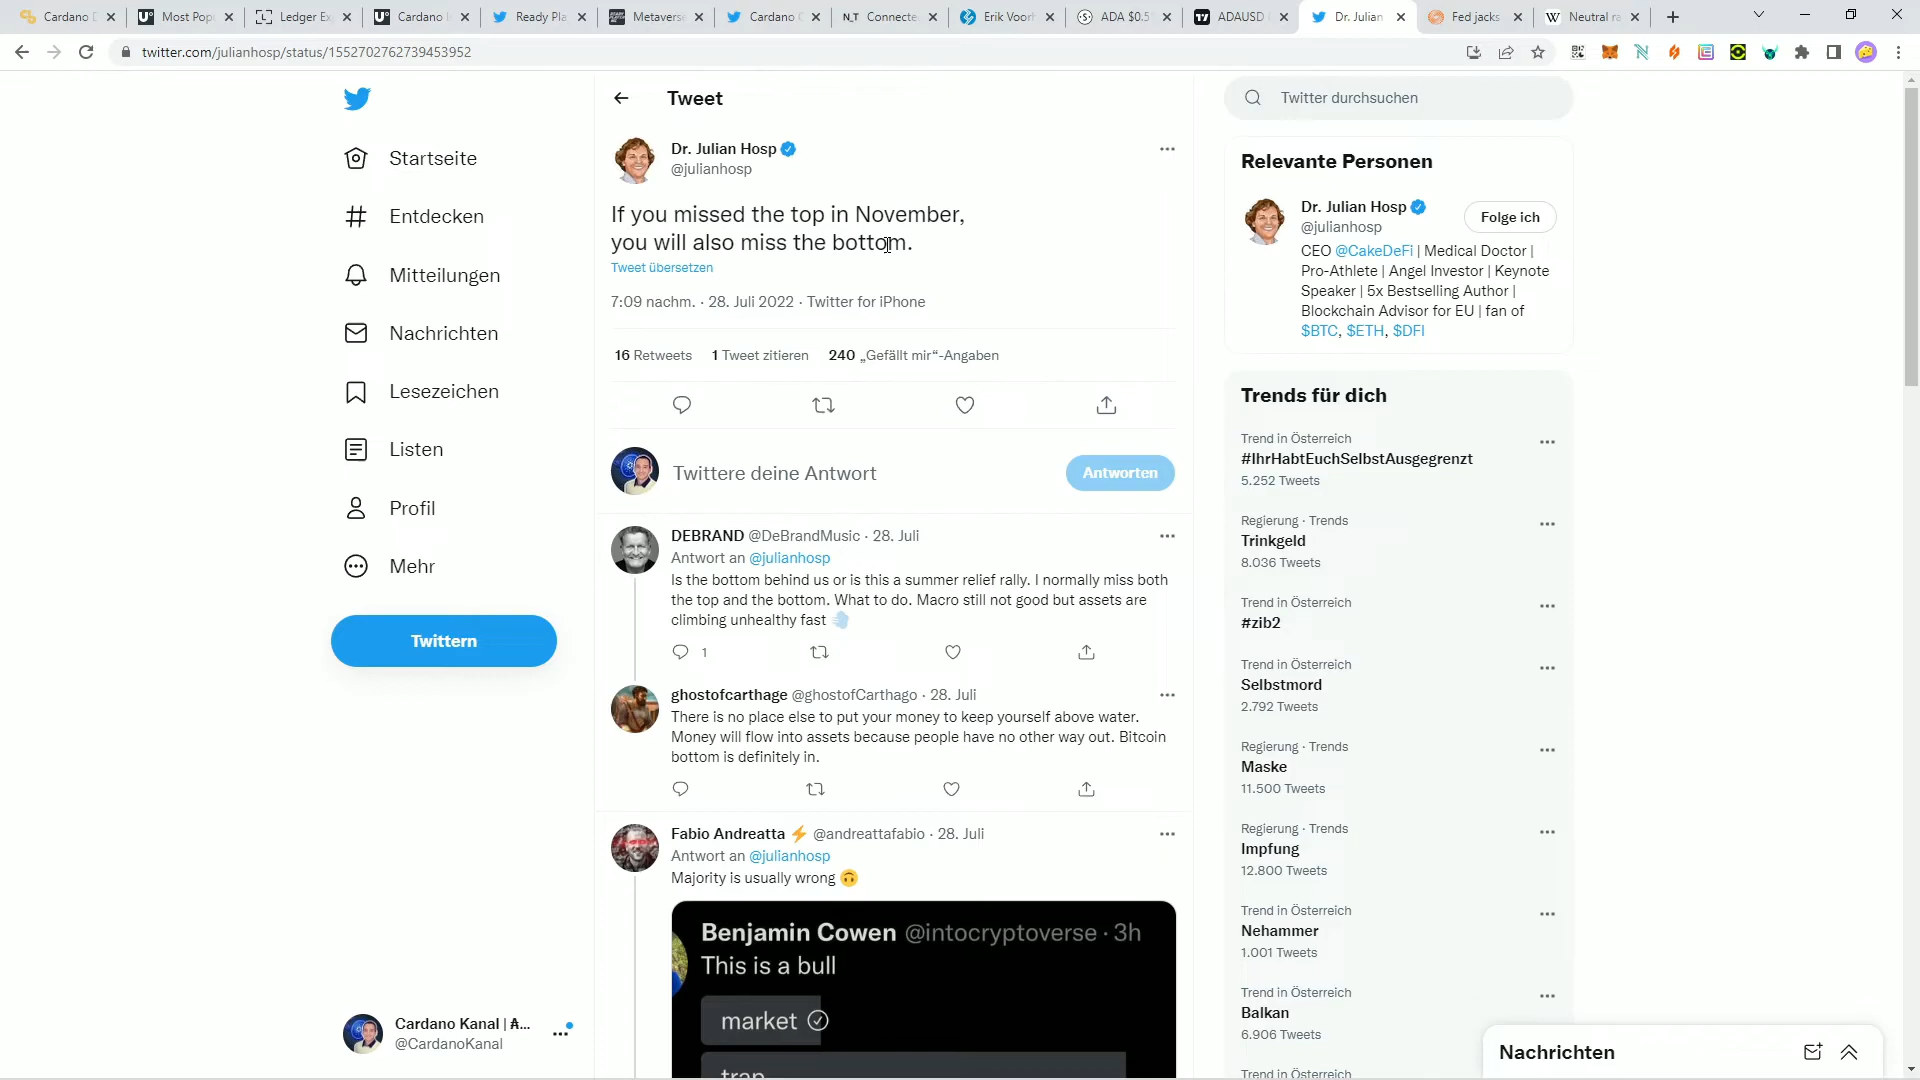 Cardano D
Most Pop
Ledger Ex
Cardano
Ready Pla
Metaverse
Cardano
Connecte
Erik Voorh
ADA $0.5
ADAUSD
Dr. Julian
Fed jacks
Neutral ra
twitter.com/julianhosp/status/1552702762739453952
Startseite
Entdecken
Mitteilungen
Nachrichten
Lesezeichen
Listen
Profil
Mehr
Twittern
Cardano Kanal | ₳...
@CardanoKanal
Tweet
Dr. Julian Hosp
@julianhosp
If you missed the top in November,
you will also miss the bottom.
Tweet übersetzen
7:09 nachm. · 28. Juli 2022 · Twitter for iPhone
16 Retweets 1 Tweet zitieren 240 „Gefällt mir“-Angaben
Twittere deine Antwort
Antworten
DEBRAND @DeBrandMusic · 28. Juli
Antwort an @julianhosp
Is the bottom behind us or is this a summer relief rally. I normally miss both
the top and the bottom. What to do. Macro still not good but assets are
climbing unhealthy fast
1
ghostofcarthage @ghostofCarthago · 28. Juli
There is no place else to put your money to keep yourself above water.
Money will flow into assets because people have no other way out. Bitcoin
bottom is definitely in.
Fabio Andreatta ⚡ @andreattafabio · 28. Juli
Antwort an @julianhosp
Majority is usually wrong 🙃
Benjamin Cowen @intocryptoverse · 3h
This is a bull
market
trap
Twitter durchsuchen
Relevante Personen
Dr. Julian Hosp
@julianhosp
Folge ich
CEO @CakeDeFi | Medical Doctor |
Pro-Athlete | Angel Investor | Keynote
Speaker | 5x Bestselling Author |
Blockchain Advisor for EU | fan of
$BTC, $ETH, $DFI
Trends für dich
Trend in Österreich
#IhrHabtEuchSelbstAusgegrenzt
5.252 Tweets
Regierung · Trends
Trinkgeld
8.036 Tweets
Trend in Österreich
#zib2
Trend in Österreich
Selbstmord
2.792 Tweets
Regierung · Trends
Maske
11.500 Tweets
Regierung · Trends
Impfung
12.800 Tweets
Trend in Österreich
Nehammer
1.001 Tweets
Trend in Österreich
Balkan
6.906 Tweets
Trend in Österreich
Nachrichten